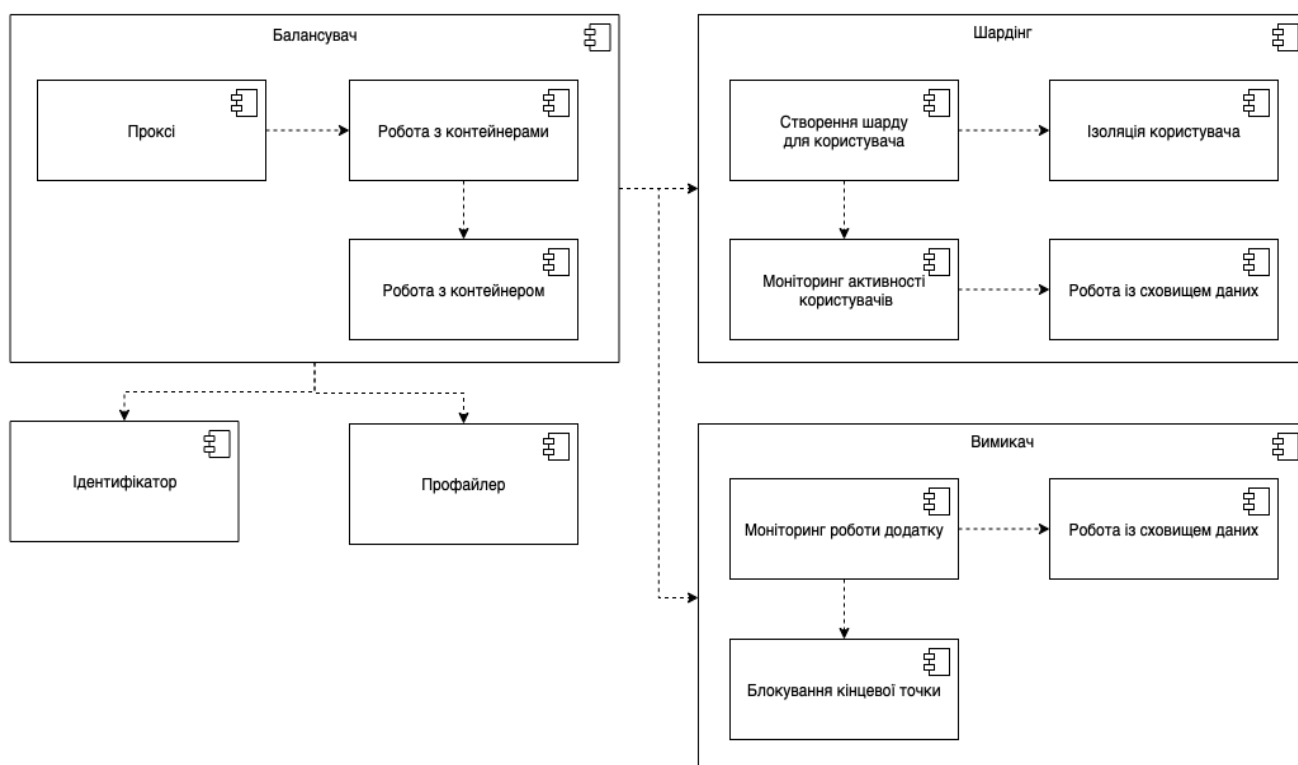 Балансувач
Проксі
Робота з контейнерами
Робота з контейнером
Шардінг
Створення шарду
для користувача
Ізоляція користувача
Моніторинг активності
користувачів
Робота із сховищем даних
Ідентифікатор
Профайлер
Вимикач
Моніторинг роботи додатку
Робота із сховищем даних
Блокування кінцевої точки